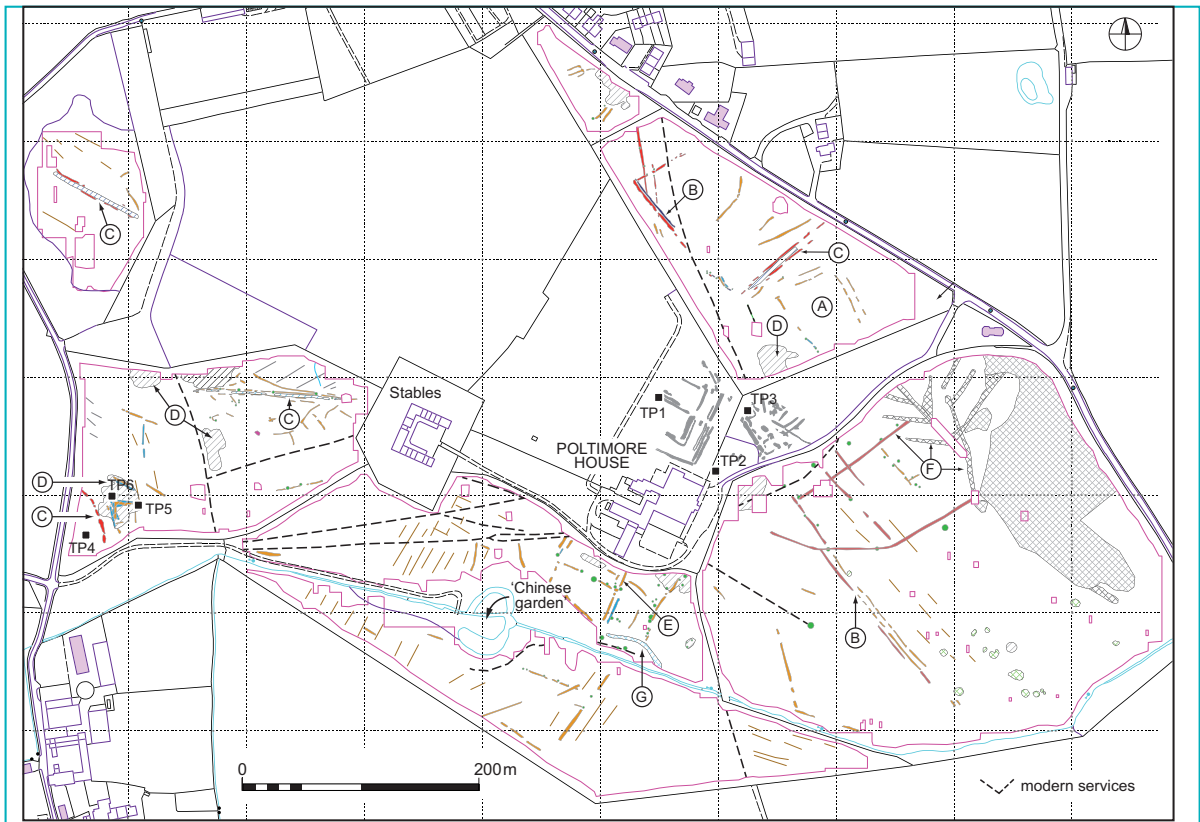 B
C
C
A
D
Stables
TP1
TP3
D
C
POLTIMORE
HOUSE
TP2
F
D
TP6
TP5
C
TP4
'Chinese
garden'
E
B
G
0
200m
modern services